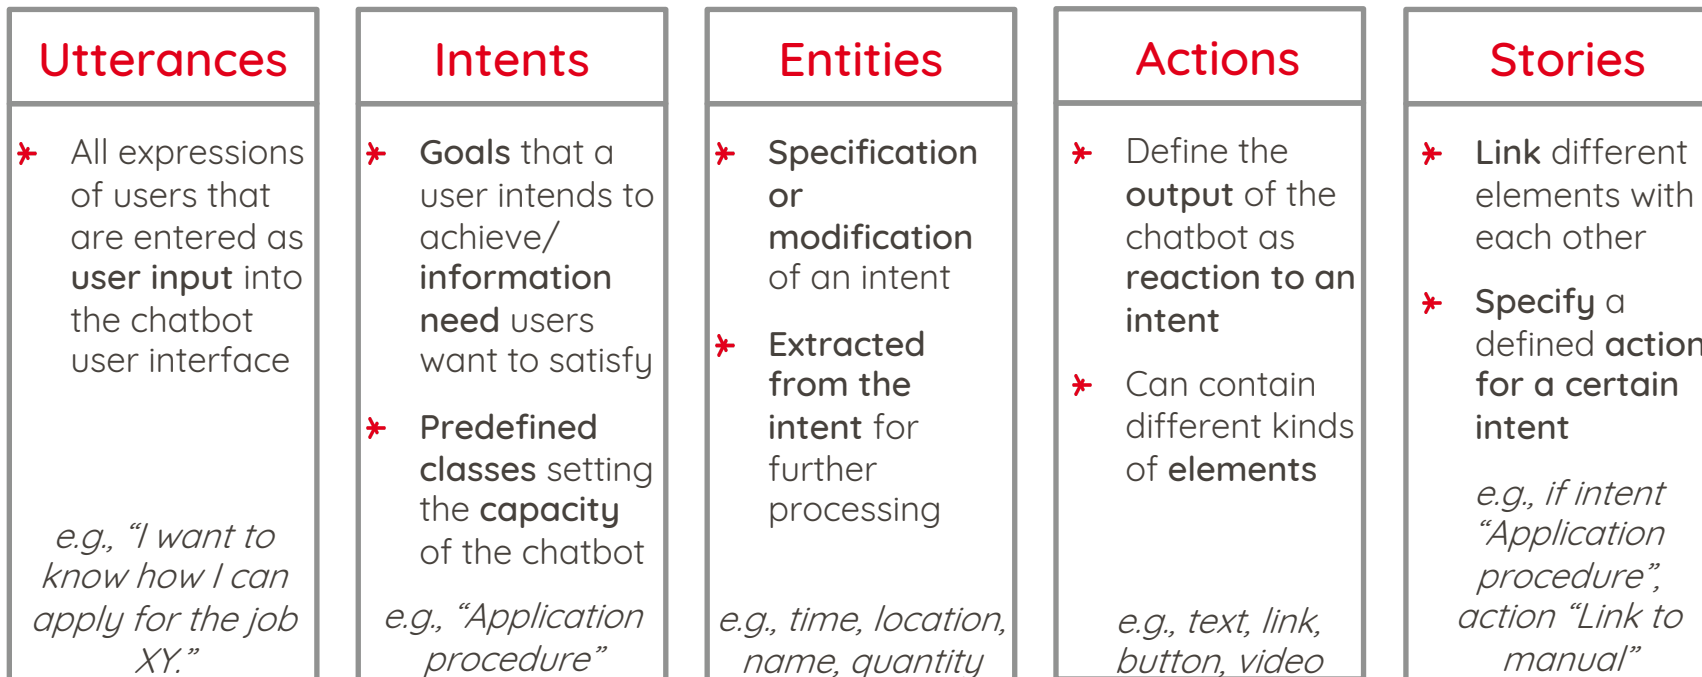 Utterances
All expressions
of users that
are entered as
user input into
the chatbot
user interface
e.g., “I want to
know how I can
apply for the job
XY.”
Intents
Goals that a
user intends to
achieve/
information
need users
want to satisfy
Predefined
classes setting
the capacity
of the chatbot
e.g., “Application
procedure”
Entities
Specification
or
modification
of an intent
Extracted
from the
intent for
further
processing
e.g., time, location,
name, quantity
Actions
Define the
output of the
chatbot as
reaction to an
intent
Can contain
different kinds
of elements
e.g., text, link,
button, video
Stories
Link different
elements with
each other
Specify a
defined action
for a certain
intent
e.g., if intent
“Application
procedure”,
action “Link to
manual”